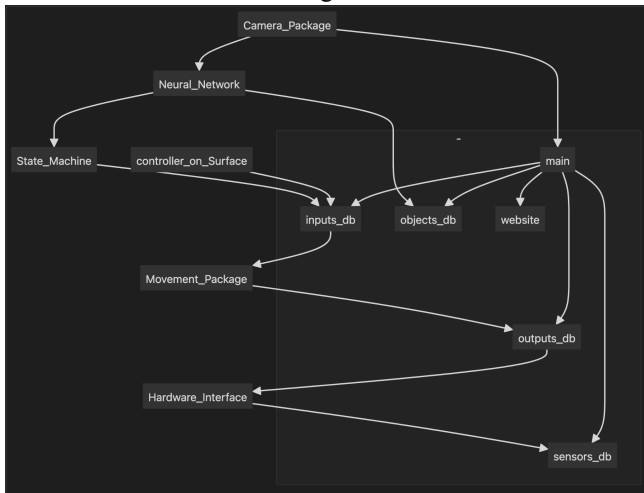 Camera_Package
Neural_Network
-
State_Machine controller_on_Surface main
inputs_db objects_db website
Movement_Package
outputs_db
Hardware_Interface
sensors_db